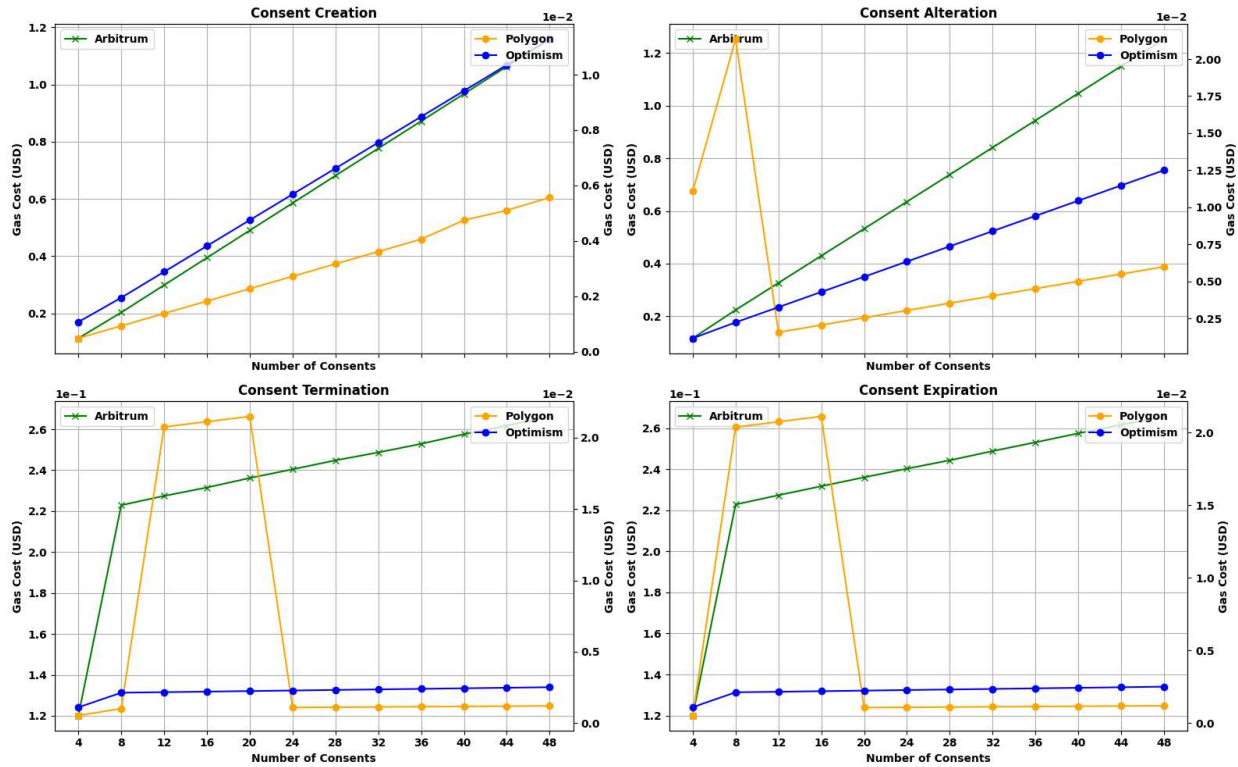 Consent Creation
1e−2
Arbitrum
Polygon
Optimism
1.2
1.0
0.8
0.6
0.4
0.2
Gas Cost (USD)
1.0
0.8
0.6
0.4
0.2
0.0
Gas Cost (USD)
Number of Consents
Consent Alteration
1e−2
Arbitrum
Polygon
Optimism
1.2
1.0
0.8
0.6
0.4
0.2
Gas Cost (USD)
2.00
1.75
1.50
1.25
1.00
0.75
0.50
0.25
Gas Cost (USD)
Number of Consents
1e−1
Consent Termination
1e−2
Arbitrum
Polygon
Optimism
2.6
2.4
2.2
2.0
1.8
1.6
1.4
1.2
Gas Cost (USD)
2.0
1.5
1.0
0.5
0.0
Gas Cost (USD)
4 8 12 16 20 24 28 32 36 40 44 48
Number of Consents
1e−1
Consent Expiration
1e−2
Arbitrum
Polygon
Optimism
2.6
2.4
2.2
2.0
1.8
1.6
1.4
1.2
Gas Cost (USD)
2.0
1.5
1.0
0.5
0.0
Gas Cost (USD)
4 8 12 16 20 24 28 32 36 40 44 48
Number of Consents